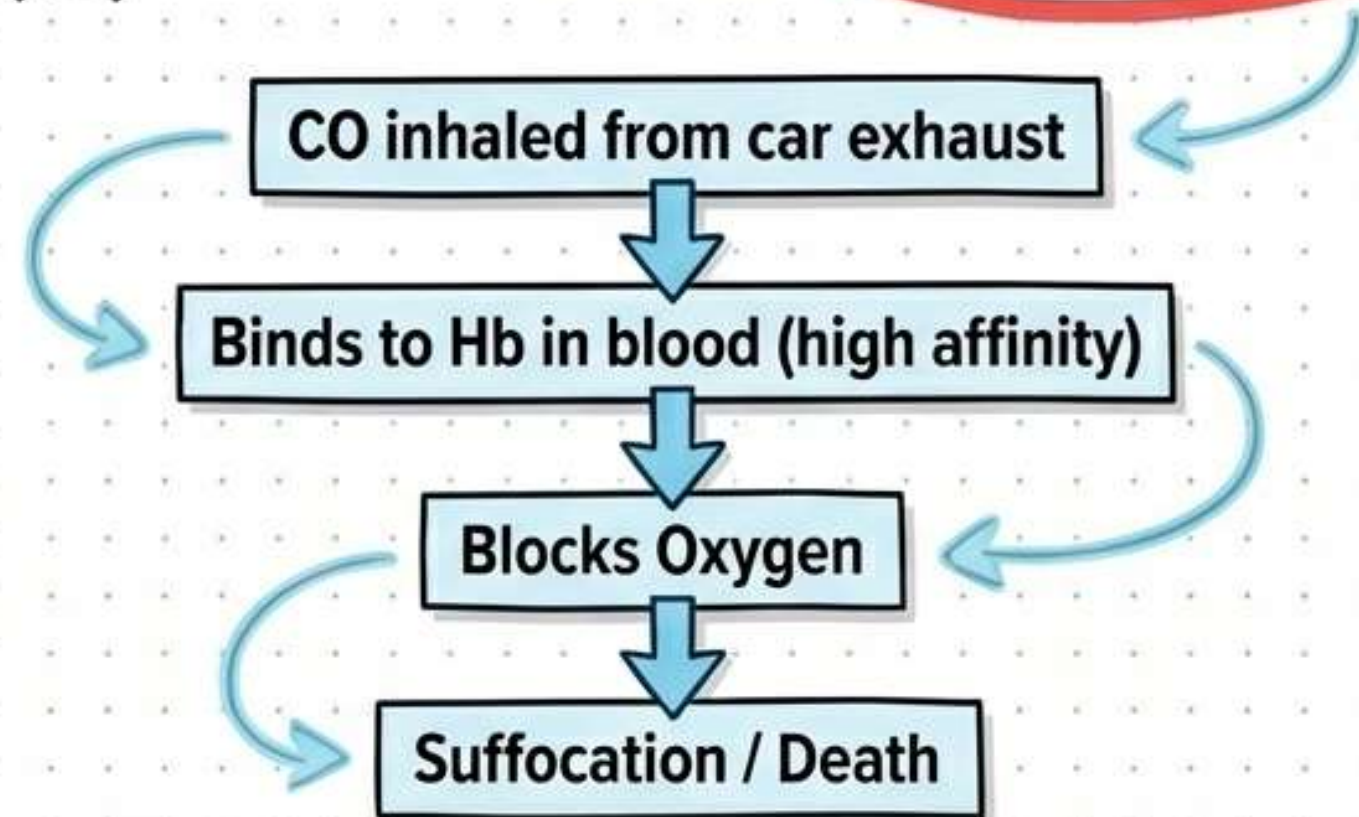 CO inhaled from car exhaust
Binds to Hb in blood (high affinity)
Blocks Oxygen
Suffocation / Death